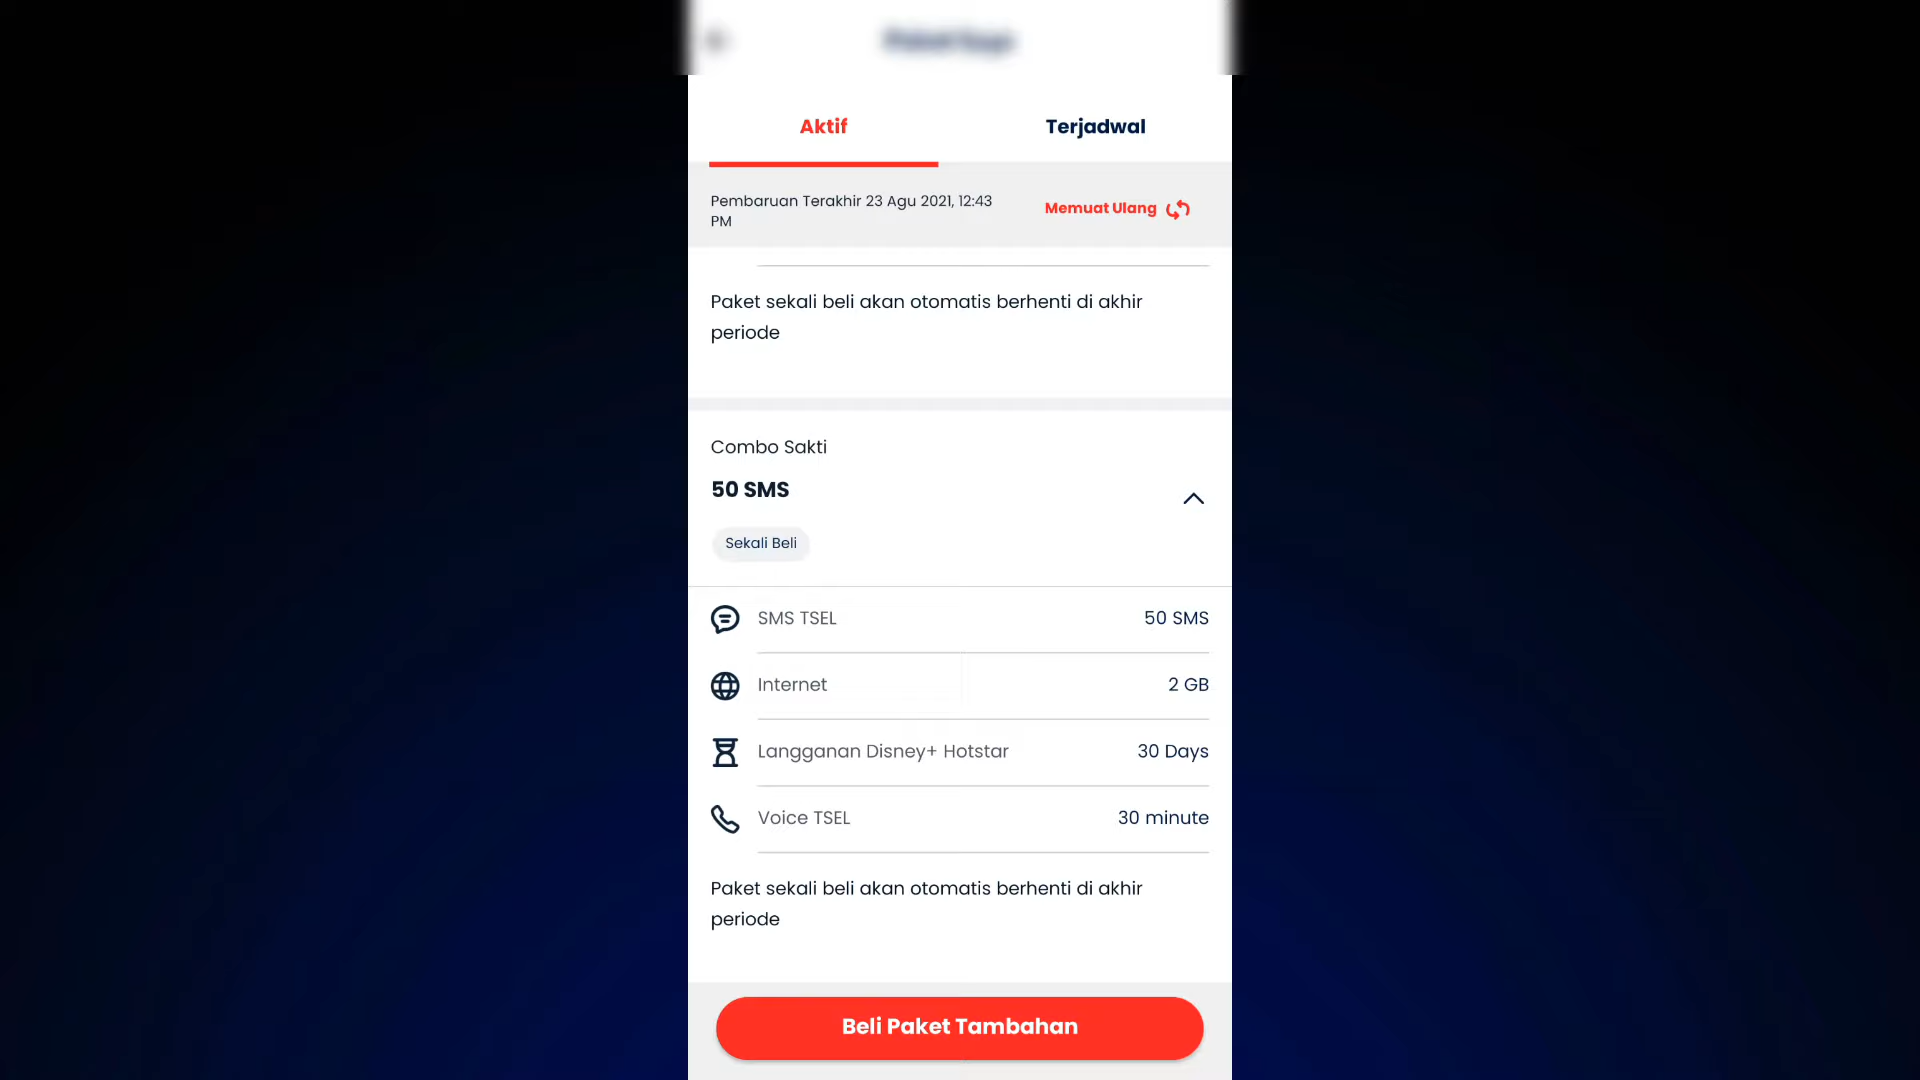 Aktif
Terjadwal
Pembaruan Terakhir 23 Agu 2021, 12:43
PM
Memuat Ulang
Paket sekali beli akan otomatis berhenti di akhir
periode
Combo Sakti
50 SMS
Sekali Beli
SMS TSEL
50 SMS
Internet
2 GB
Langganan Disney+ Hotstar
30 Days
Voice TSEL
30 minute
Paket sekali beli akan otomatis berhenti di akhir
periode
Beli Paket Tambahan